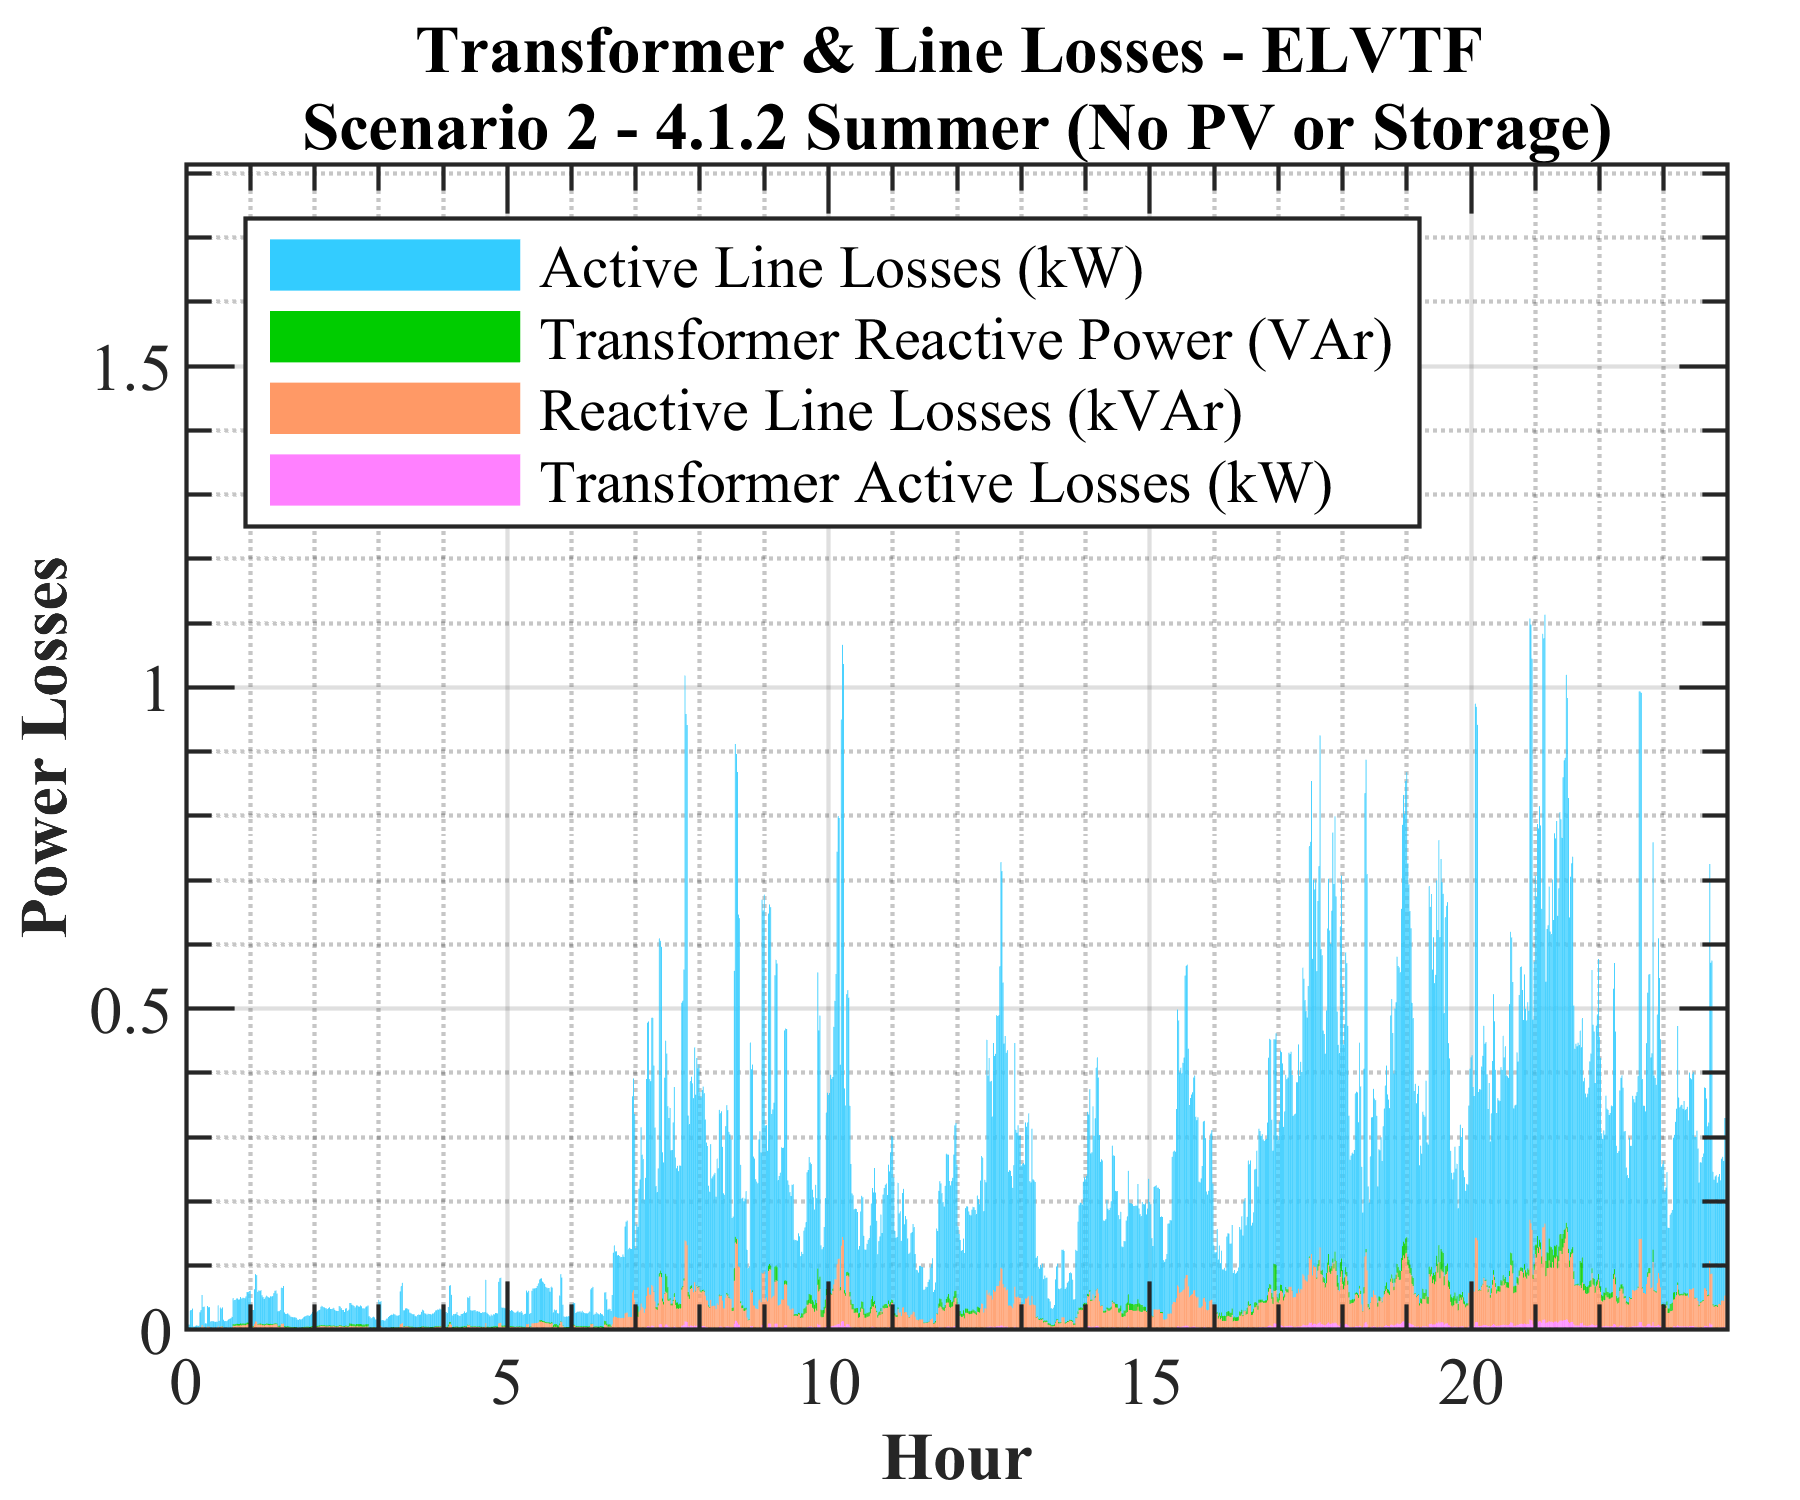 Transformer & Line Losses - ELVTF
Scenario 2 - 4.1.2 Summer (No PV or Storage)
Active Line Losses (kW)
Transformer Reactive Power (VAr)
Reactive Line Losses (kVAr)
Transformer Active Losses (kW)
1.5
1
0.5
0
Power Losses
0 5 10 15 20
Hour